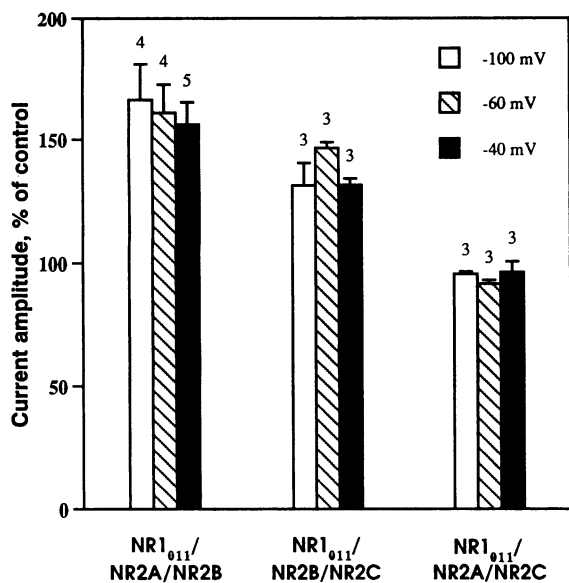 Current amplitude, % of control
200
150
100
50
0
4
4
5
3
3
3
3
3
3
-100 mV
-60 mV
-40 mV
NR1₀₁₁/
NR2A/NR2B
NR1₀₁₁/
NR2B/NR2C
NR1₀₁₁/
NR2A/NR2C